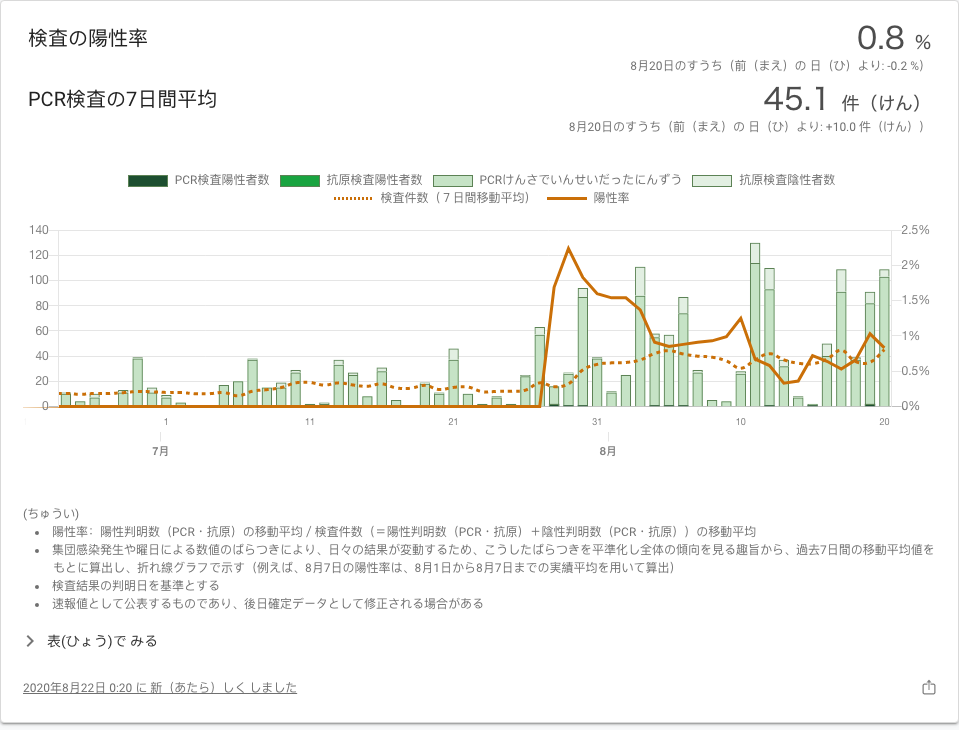 検査の陽性率
0.8 %
8月20日のすうち（前（まえ）の 日（ひ）より: -0.2 %）
PCR検査の7日間平均
45.1 件（けん）
8月20日のすうち（前（まえ）の 日（ひ）より: +10.0 件（けん））
PCR検査陽性者数 抗原検査陽性者数 PCRけんさでいんせいだったにんずう 抗原検査陰性者数
検査件数（７日間移動平均） 陽性率
140 2.5%
120 2%
100
80 1.5%
60 1%
40
20 0.5%
0 0%
1 11 21 31 10 20
7月 8月
(ちゅうい)
• 陽性率：陽性判明数（PCR・抗原）の移動平均 / 検査件数（＝陽性判明数（PCR・抗原）＋陰性判明数（PCR・抗原））の移動平均
• 集団感染発生や曜日による数値のばらつきにより、日々の結果が変動するため、こうしたばらつきを平準化し全体の傾向を見る趣旨から、過去7日間の移動平均値を
もとに算出し、折れ線グラフで示す（例えば、8月7日の陽性率は、8月1日から8月7日までの実績平均を用いて算出）
• 検査結果の判明日を基準とする
• 速報値として公表するものであり、後日確定データとして修正される場合がある
表(ひょう)で みる
2020年8月22日 0:20 に 新（あたら）しく しました